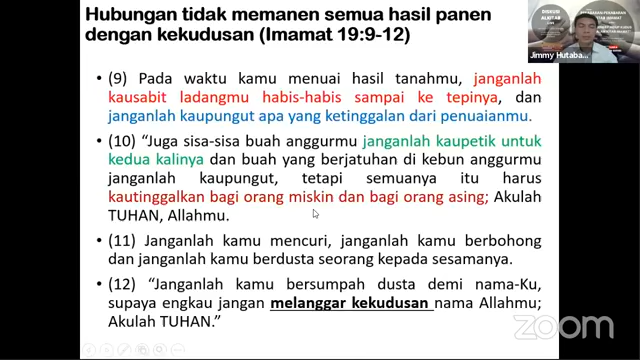 Hubungan tidak memanen semua hasil panen
dengan kekudusan (Imamat 19:9-12)
• (9) Pada waktu kamu menuai hasil tanahmu, janganlah
kausabit ladangmu habis-habis sampai ke tepinya, dan
janganlah kaupungut apa yang ketinggalan dari penuaianmu.
• (10) “Juga sisa-sisa buah anggurmu janganlah kaupetik untuk
kedua kalinya dan buah yang berjatuhan di kebun anggurmu
janganlah kaupungut, tetapi semuanya itu harus
kautinggalkan bagi orang miskin dan bagi orang asing; Akulah
TUHAN, Allahmu.
• (11) Janganlah kamu mencuri, janganlah kamu berbohong
dan janganlah kamu berdusta seorang kepada sesamanya.
• (12) “Janganlah kamu bersumpah dusta demi nama-Ku,
supaya engkau jangan melanggar kekudusan nama Allahmu;
Akulah TUHAN.”
DISKUSI
ALKITAB
Jimmy Hutaba...
zoom